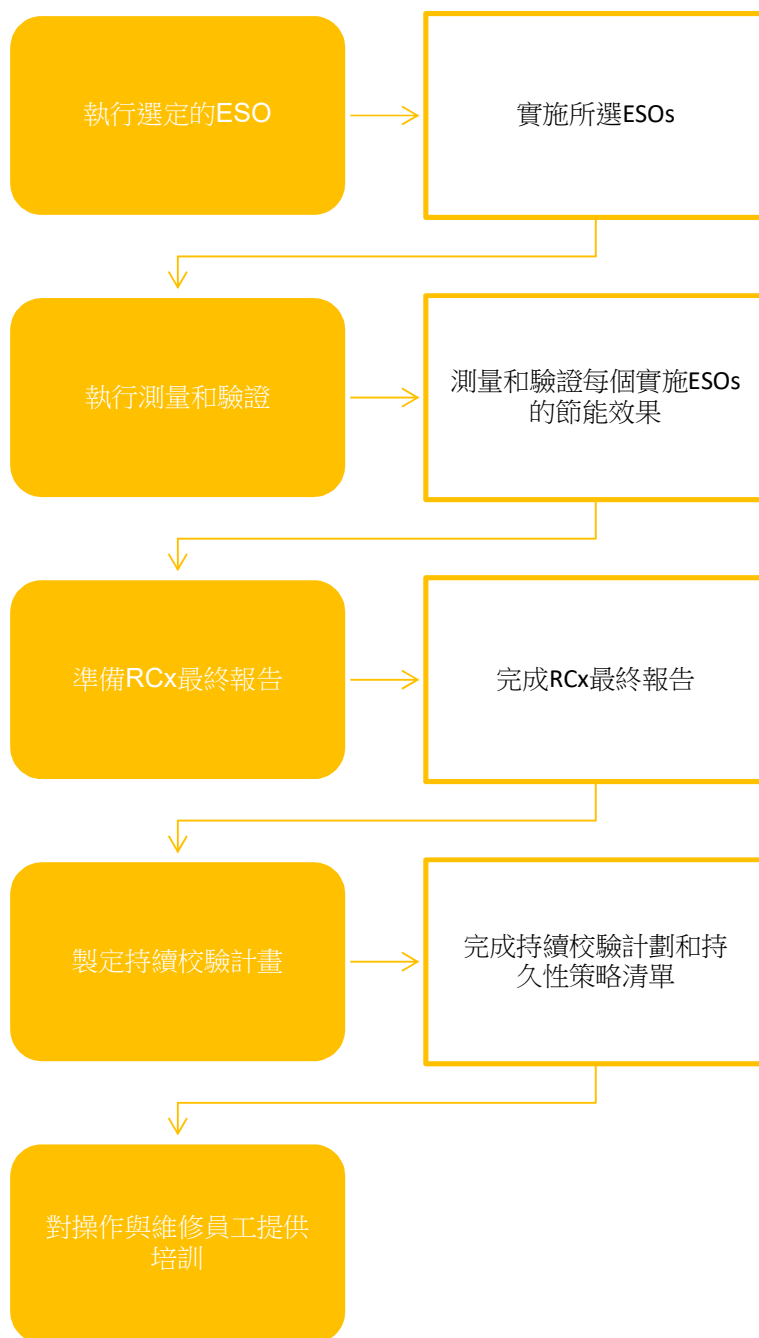 執行選定的ESO
實施所選ESOs
執行測量和驗證
測量和驗證每個實施ESOs
的節能效果
準備RCx最終報告
完成RCx最終報告
製定持續校驗計畫
完成持續校驗計劃和持
久性策略清單
對操作與維修員工提供
培訓